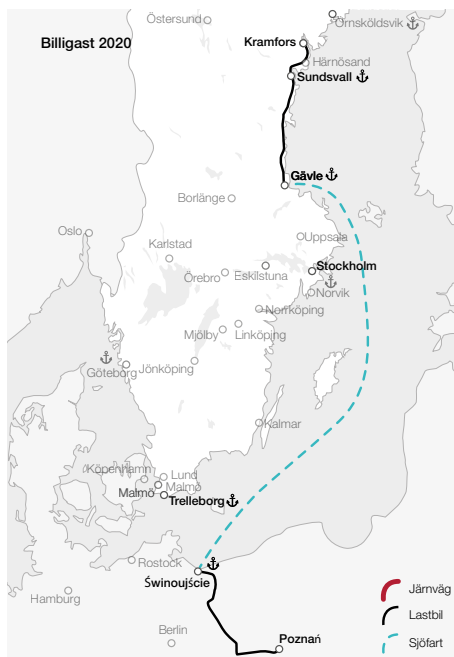 Östersund
Örnsköldsvik
Billigast 2020
Kramfors
Härnösand
Sundsvall
Gävle
Borlänge
Oslo
Uppsala
Karlstad
Stockholm
Örebro
Eskilstuna
Norvik
Norrköping
Mjölby
Linköping
Jönköping
Göteborg
Kalmar
Köpenhamn
Lund
Malmö
Malmö
Trelleborg
Rostock
Świnoujście
Hamburg
Järnväg
Lastbil
Berlin
Poznań
Sjöfart